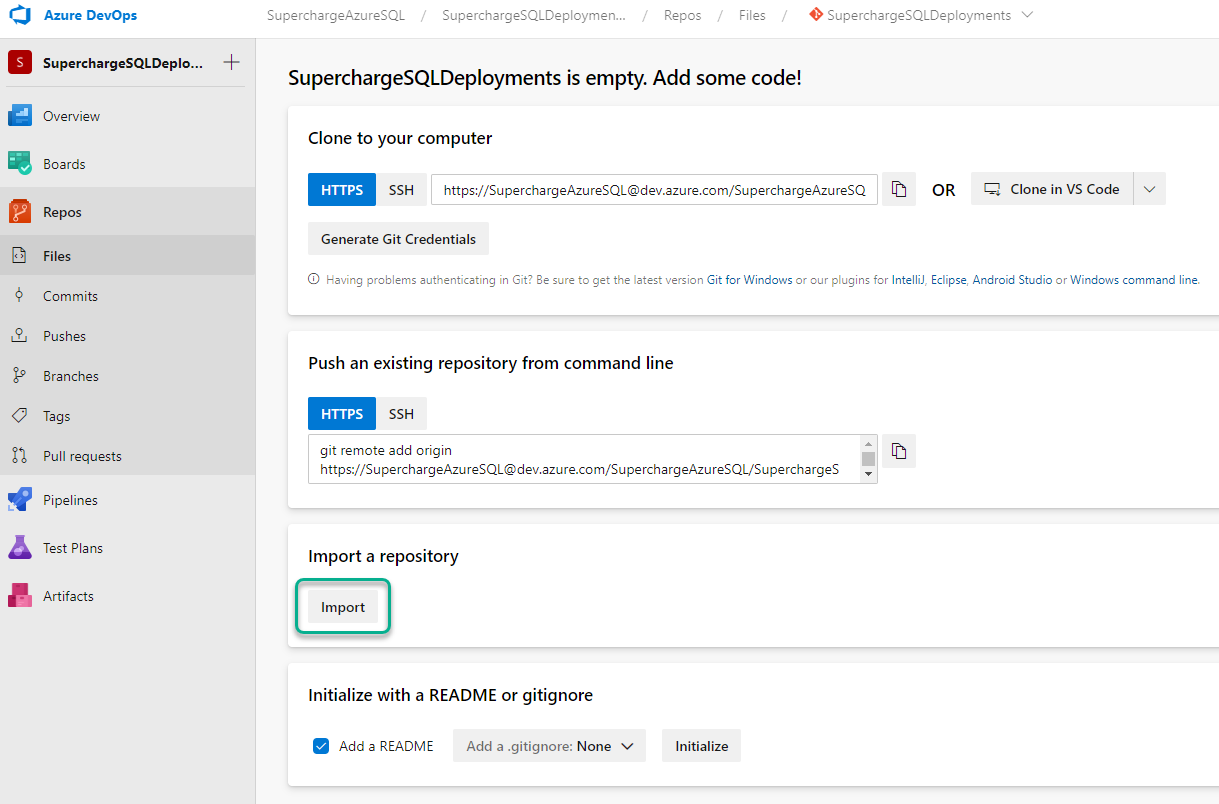 Azure DevOps
SuperchargeAzureSQL / SuperchargeSQLDeploymen... / Repos / Files / SuperchargeSQLDeployments
S SuperchargeSQLDeplo... +
Overview
Boards
Repos
Files
Commits
Pushes
Branches
Tags
Pull requests
Pipelines
Test Plans
Artifacts
SuperchargeSQLDeployments is empty. Add some code!
Clone to your computer
HTTPS SSH https://SuperchargeAzureSQL@dev.azure.com/SuperchargeAzureSQ OR Clone in VS Code
Generate Git Credentials
Having problems authenticating in Git? Be sure to get the latest version Git for Windows or our plugins for IntelliJ, Eclipse, Android Studio or Windows command line.
Push an existing repository from command line
HTTPS SSH
git remote add origin
https://SuperchargeAzureSQL@dev.azure.com/SuperchargeAzureSQL/SuperchargeS
Import a repository
Import
Initialize with a README or gitignore
Add a README Add a .gitignore: None Initialize